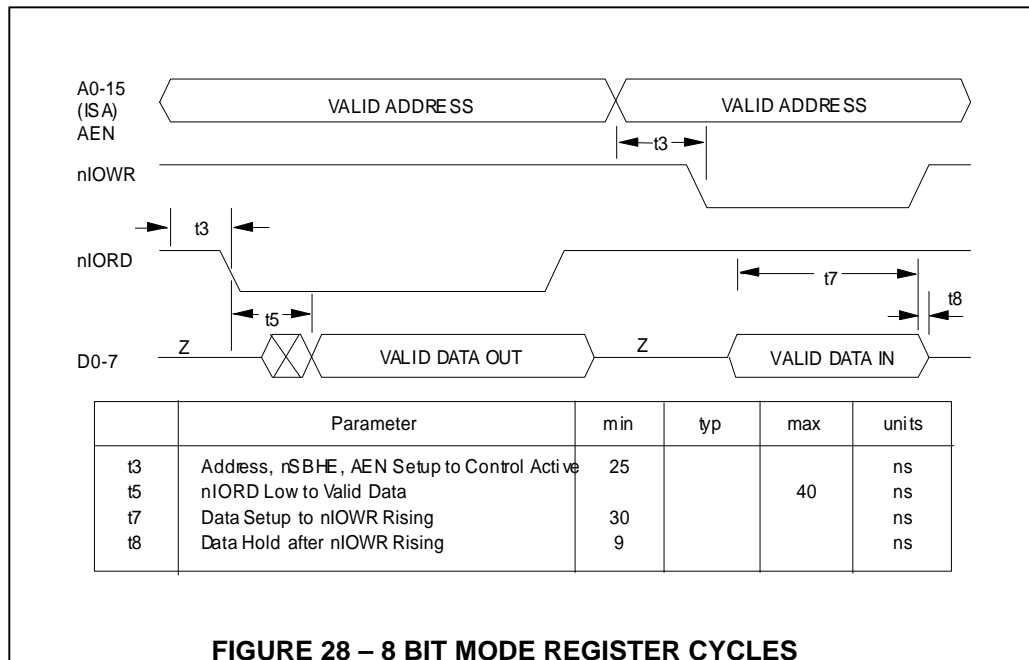 A0-15
(ISA)
AEN
VALID ADDRESS
VALID ADDRESS
t3
nIOWR
t3
nIORD
t7
t8
t5
D0-7
Z
VALID DATA OUT
Z
VALID DATA IN
Parameter min typ max units
t3 Address, nSBHE, AEN Setup to Control Active 25 ns
t5 nIORD Low to Valid Data 40 ns
t7 Data Setup to nIOWR Rising 30 ns
t8 Data Hold after nIOWR Rising 9 ns
FIGURE 28 – 8 BIT MODE REGISTER CYCLES